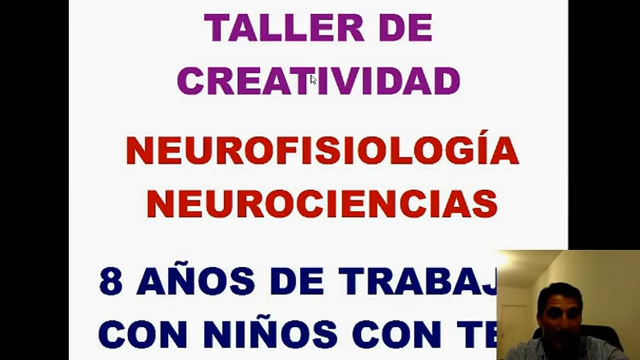 TALLER DE
CREATIVIDAD
NEUROFISIOLOGÍA
NEUROCIENCIAS
8 AÑOS DE
CON NIÑOS CON